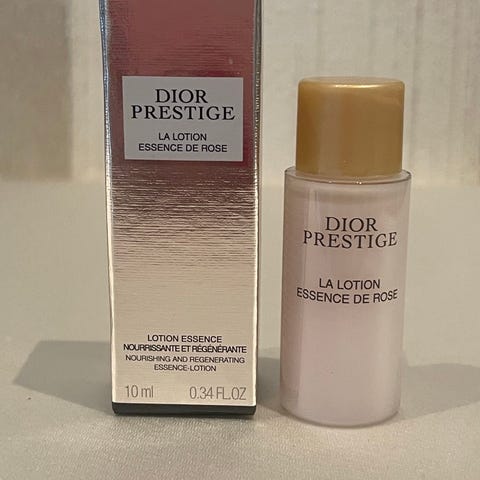 DIOR
PRESTIGE
LA LOTION
ESSENCE DE ROSE
LOTION ESSENCE
NOURRISSANTE ET RÉGÉNÉRANTE
NOURISHING AND REGENERATING
ESSENCE-LOTION
10 ml 0.34 FL.OZ
DIOR
PRESTIGE
LA LOTION
ESSENCE DE ROSE